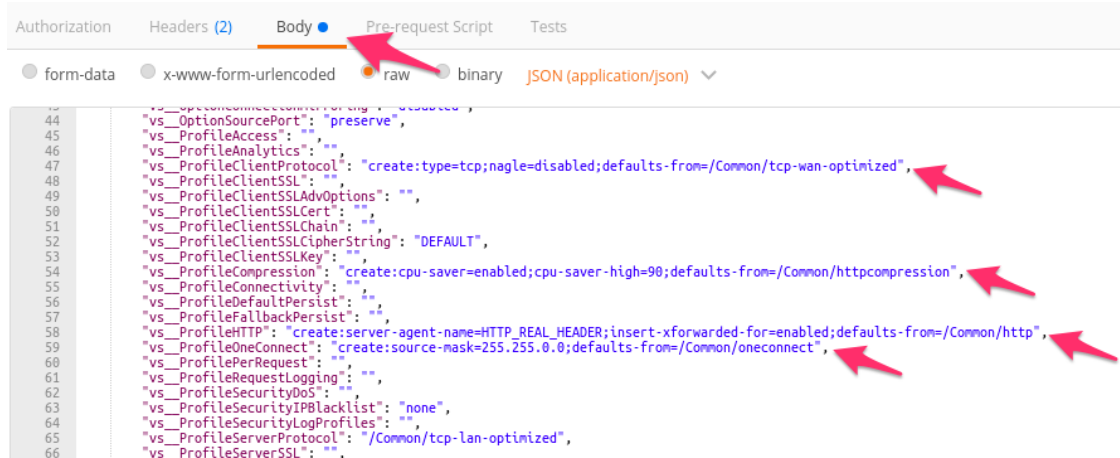 Authorization Headers (2) Body Pre-request Script Tests
form-data x-www-form-urlencoded raw binary JSON (application/json)
44 "vs__OptionSourcePort": "preserve",
45 "vs__ProfileAccess": "",
46 "vs__ProfileAnalytics": "",
47 "vs__ProfileClientProtocol": "create:type=tcp;nagle=disabled;defaults-from=/Common/tcp-wan-optimized",
48 "vs__ProfileClientSSL": "",
49 "vs__ProfileClientSSLAdvOptions": "",
50 "vs__ProfileClientSSLCert": "",
51 "vs__ProfileClientSSLChain": "",
52 "vs__ProfileClientSSLCipherString": "DEFAULT",
53 "vs__ProfileClientSSLKey": "",
54 "vs__ProfileCompression": "create:cpu-saver=enabled;cpu-saver-high=90;defaults-from=/Common/httpcompression",
55 "vs__ProfileConnectivity": "",
56 "vs__ProfileDefaultPersist": "",
57 "vs__ProfileFallbackPersist": "",
58 "vs__ProfileHTTP": "create:server-agent-name=HTTP_REAL_HEADER;insert-xforwarded-for=enabled;defaults-from=/Common/http",
59 "vs__ProfileOneConnect": "create:source-mask=255.255.0.0;defaults-from=/Common/oneconnect",
60 "vs__ProfilePerRequest": "",
61 "vs__ProfileRequestLogging": "",
62 "vs__ProfileSecurityDoS": "",
63 "vs__ProfileSecurityIPBlacklist": "none",
64 "vs__ProfileSecurityLogProfiles": "",
65 "vs__ProfileServerProtocol": "/Common/tcp-lan-optimized",
66 "vs__ProfileServerSSL": "",